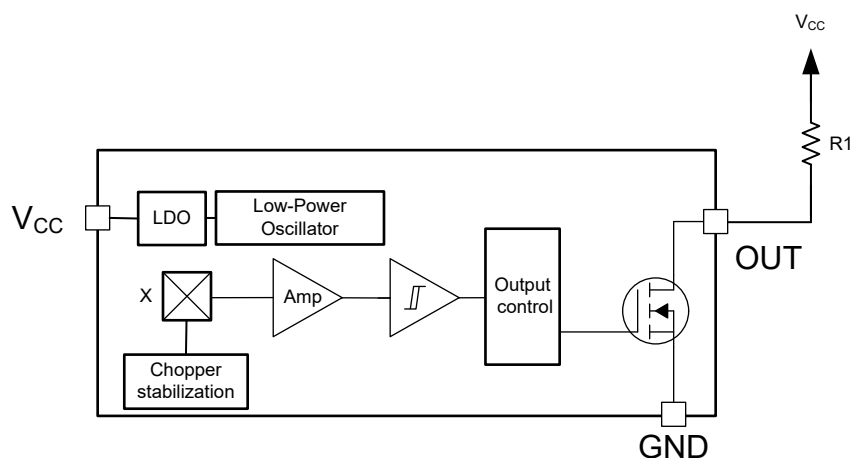 VCC
R1
VCC
LDO
Low-Power
Oscillator
OUT
X
Amp
Output
control
Chopper
stabilization
GND